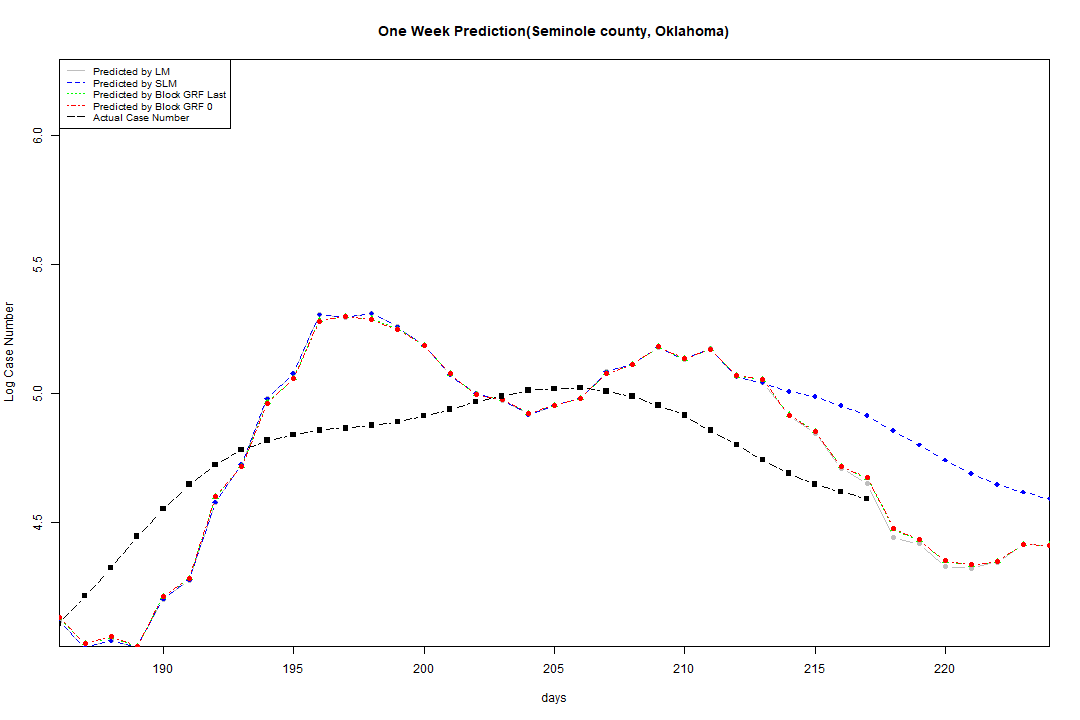 One Week Prediction(Seminole county, Oklahoma)
Predicted by LM
Predicted by SLM
Predicted by Block GRF Last
Predicted by Block GRF 0
Actual Case Number
Log Case Number
6.0
5.5
5.0
4.5
190 195 200 205 210 215 220
days